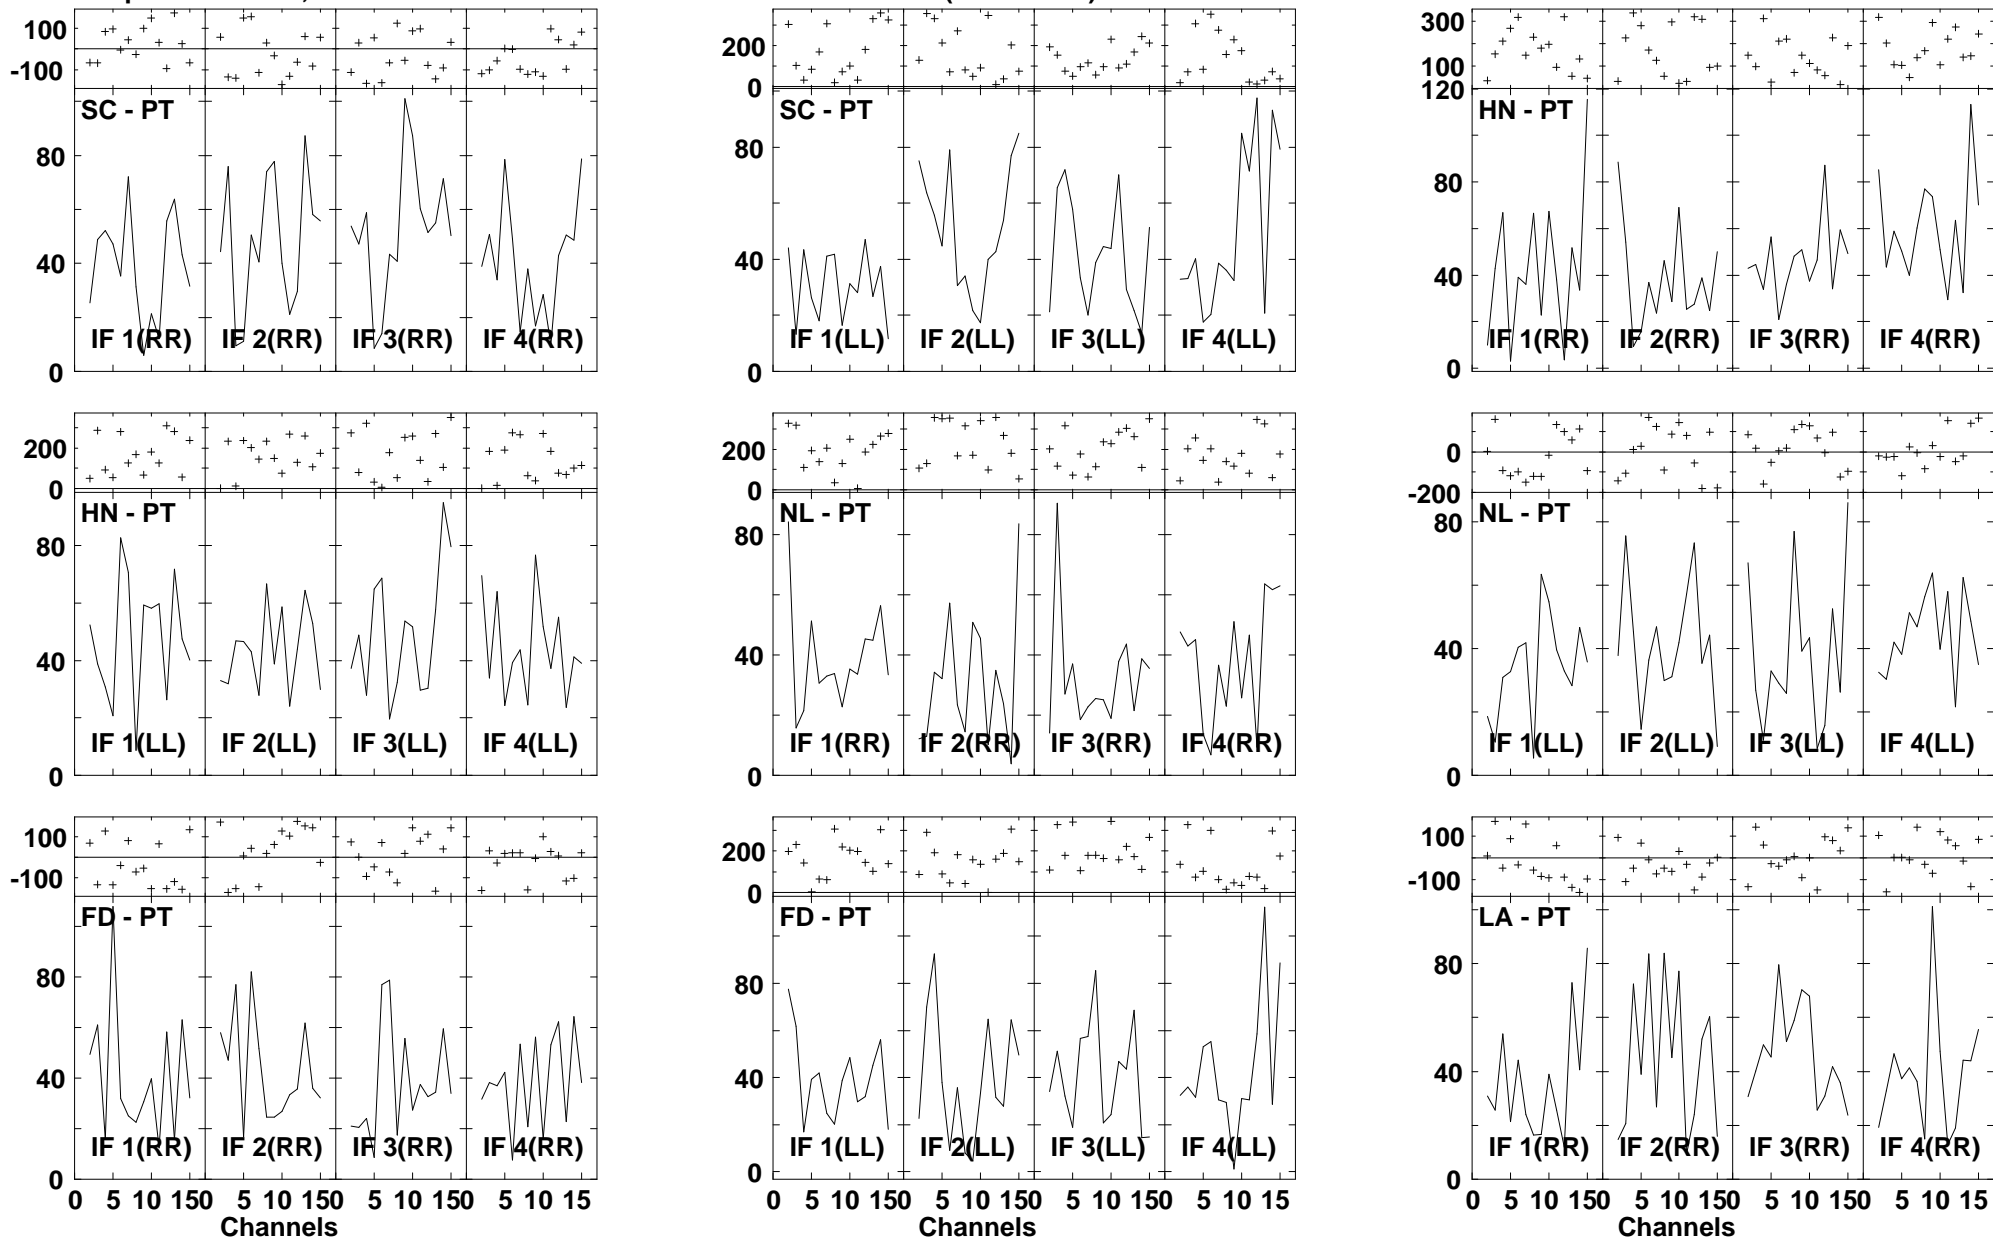 100 200 300
-100 0 100
120
SC - PT SC - PT HN - PT
80 80 80
40 40 40
IF 1(RR) IF 2(RR) IF 3(RR) IF 4(RR) IF 1(LL) IF 2(LL) IF 3(LL) IF 4(LL) IF 1(RR) IF 2(RR) IF 3(RR) IF 4(RR)
0 0 0
200 200 0
0 0 -200
HN - PT NL - PT NL - PT
80 80 80
40 40 40
IF 1(LL) IF 2(LL) IF 3(LL) IF 4(LL) IF 1(RR) IF 2(RR) IF 3(RR) IF 4(RR) IF 1(LL) IF 2(LL) IF 3(LL) IF 4(LL)
0 0 0
100 200 100
-100 0 -100
FD - PT FD - PT LA - PT
80 80 80
40 40 40
IF 1(RR) IF 2(RR) IF 3(RR) IF 4(RR) IF 1(LL) IF 2(LL) IF 3(LL) IF 4(LL) IF 1(RR) IF 2(RR) IF 3(RR) IF 4(RR)
0 0 0
0 5 10 150 5 10 150 5 10 150 5 10 15 0 5 10 150 5 10 150 5 10 150 5 10 15 0 5 10 150 5 10 150 5 10 150 5 10 15
Channels Channels Channels